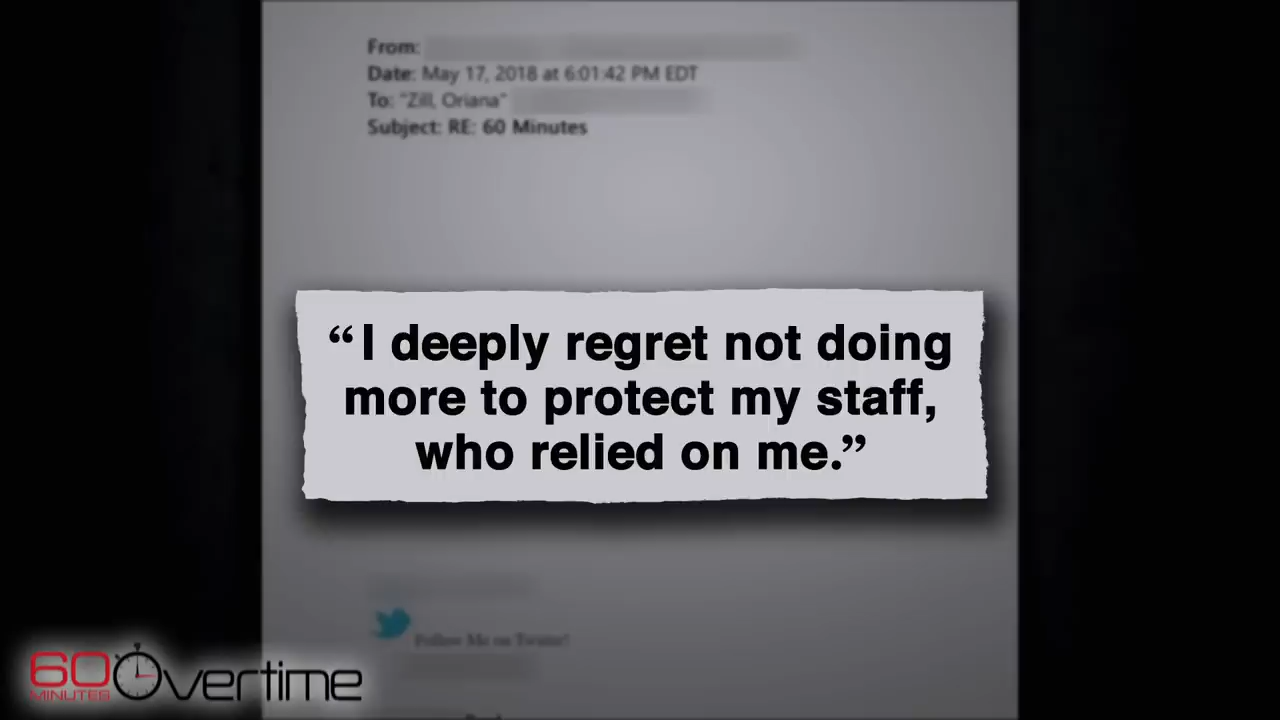 From:
Date: May 17, 2018 at 6:01:42 PM EDT
To: "Zill, Oriana"
Subject: RE: 60 Minutes
“I deeply regret not doing
more to protect my staff,
who relied on me.”
Follow Me on Twitter!
60 Overtime
MINUTES